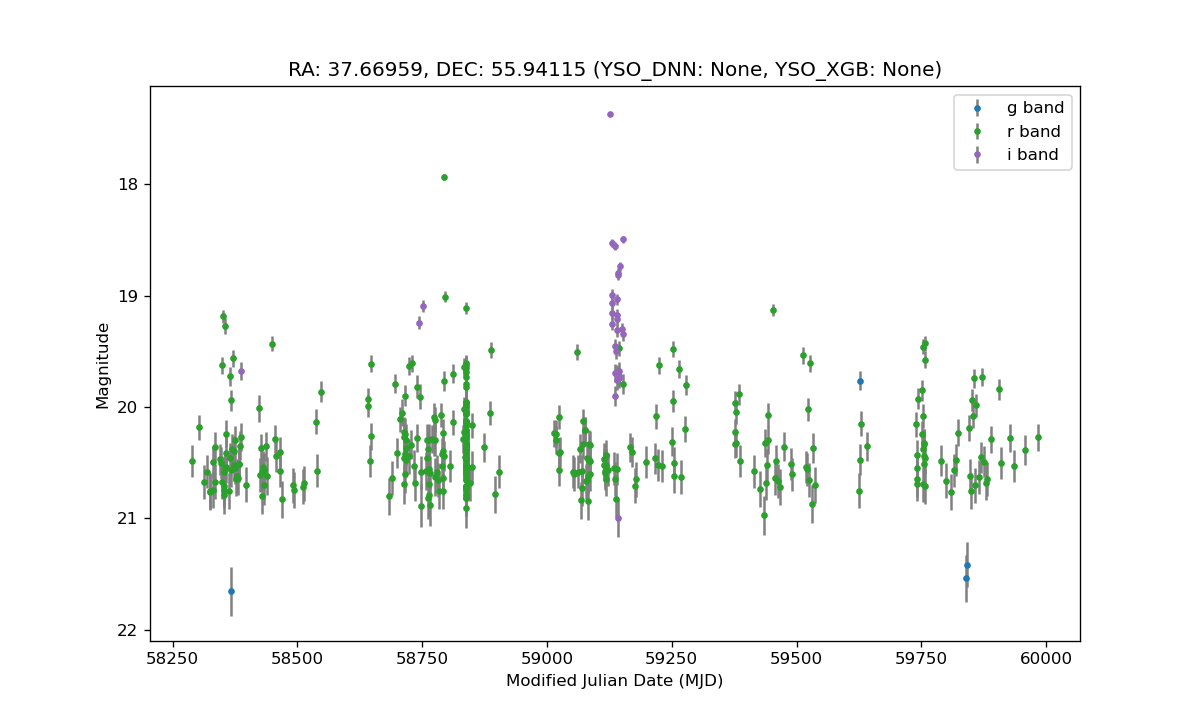 RA: 37.66959, DEC: 55.94115 (YSO_DNN: None, YSO_XGB: None)
g band
r band
i band
18
19
20
21
22
Magnitude
58250 58500 58750 59000 59250 59500 59750 60000
Modified Julian Date (MJD)